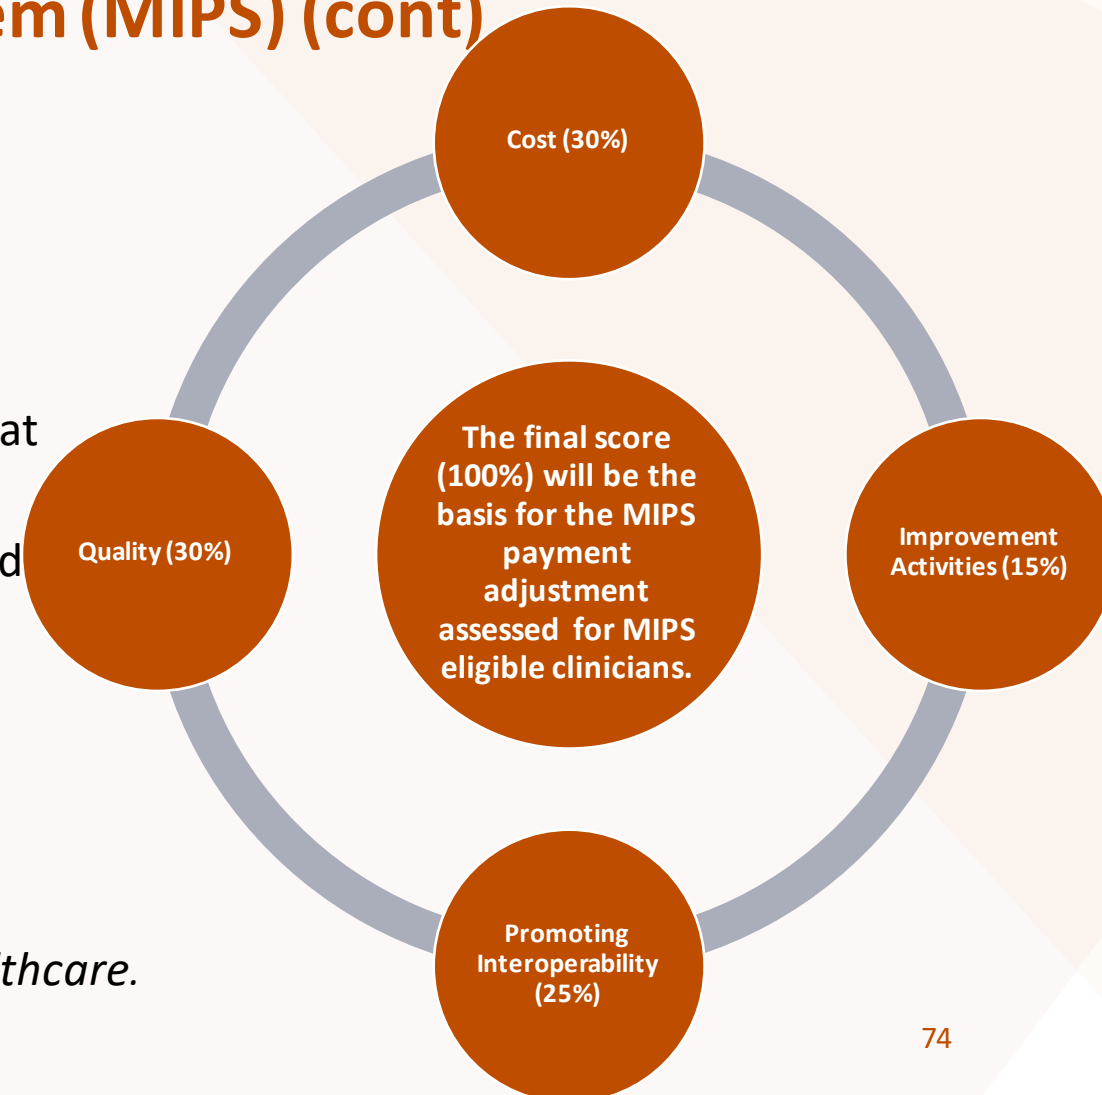 em (MIPS) (cont)
Cost (30%)
at
d
Quality (30%)
The final score
(100%) will be the
basis for the MIPS
payment
adjustment
assessed for MIPS
eligible clinicians.
Improvement
Activities (15%)
Promoting
Interoperability
(25%)
lthcare.
74